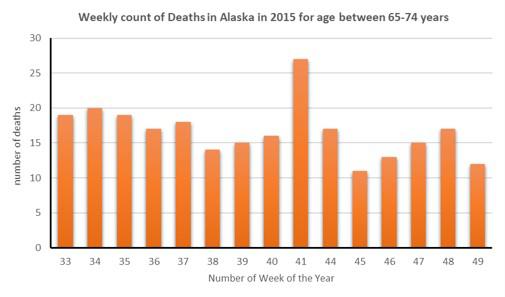 Weekly count of Deaths in Alaska in 2015 for age between 65-74 years
30
25
20
15
10
5
0
number of deaths
33 34 35 36 37 38 39 40 41 44 45 46 47 48 49
Number of Week of the Year